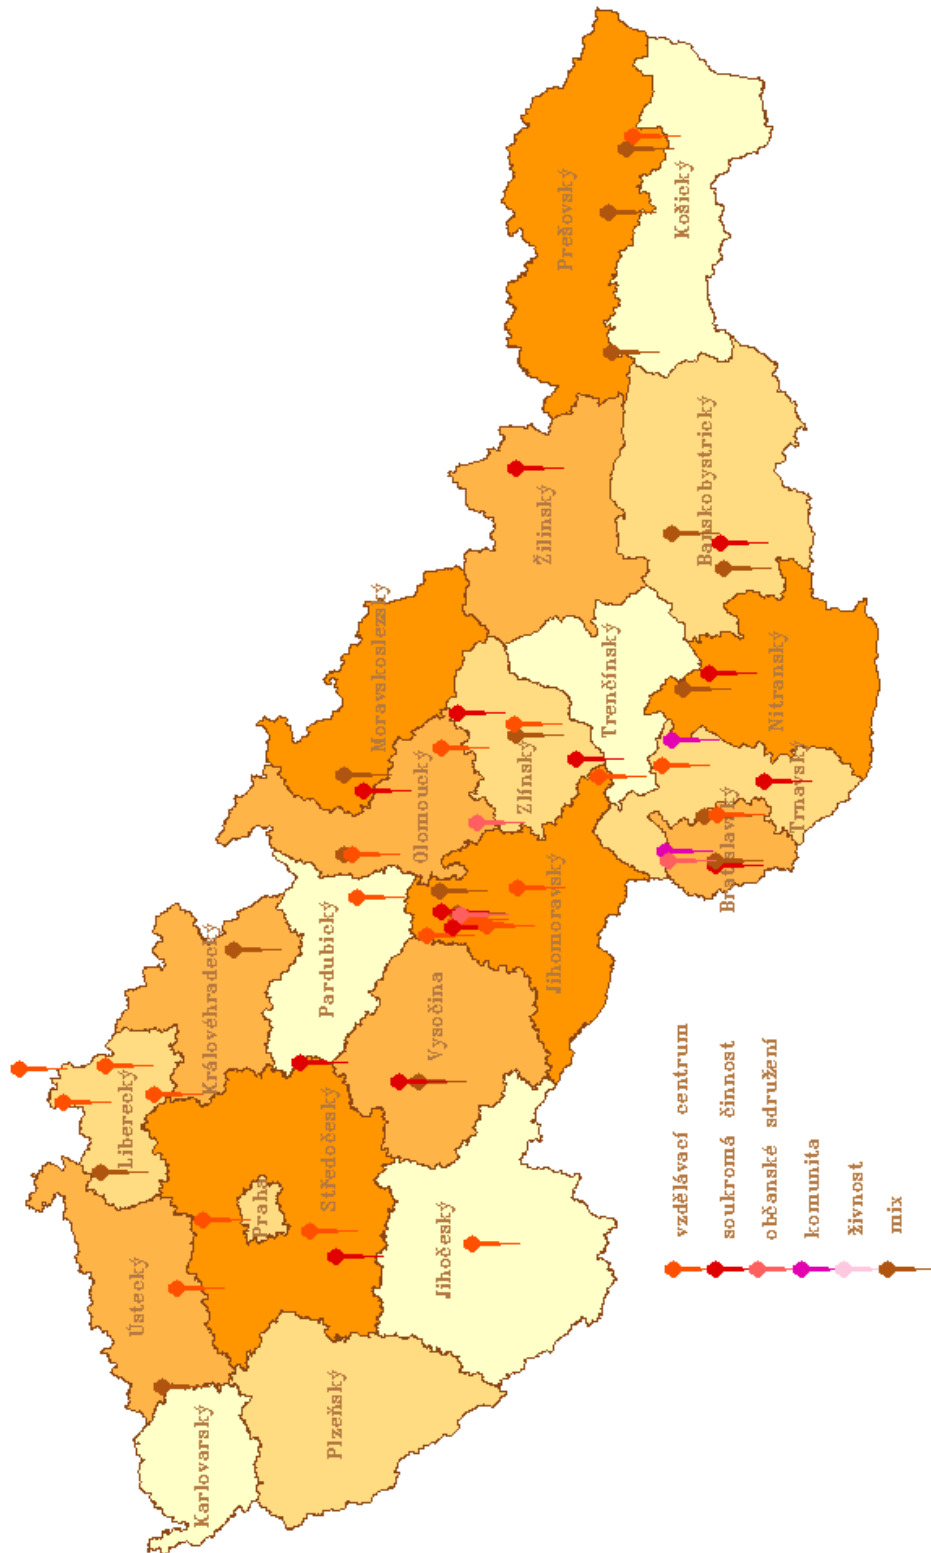 Karlovarský
Ústecký
Plzeňský
Liberecký
Praha
Středočeský
Jihočeský
Královéhradecký
Pardubický
Vysočina
Olomoucký
Moravskoslezský
Jihomoravský
Zlínský
Trenčínský
Žilinský
Bratislavský
Trnavský
Nitranský
Banskobystrický
Prešovský
Košický
vzdělávací centrum
soukromá činnost
občanské sdružení
komunita
živnost
mix